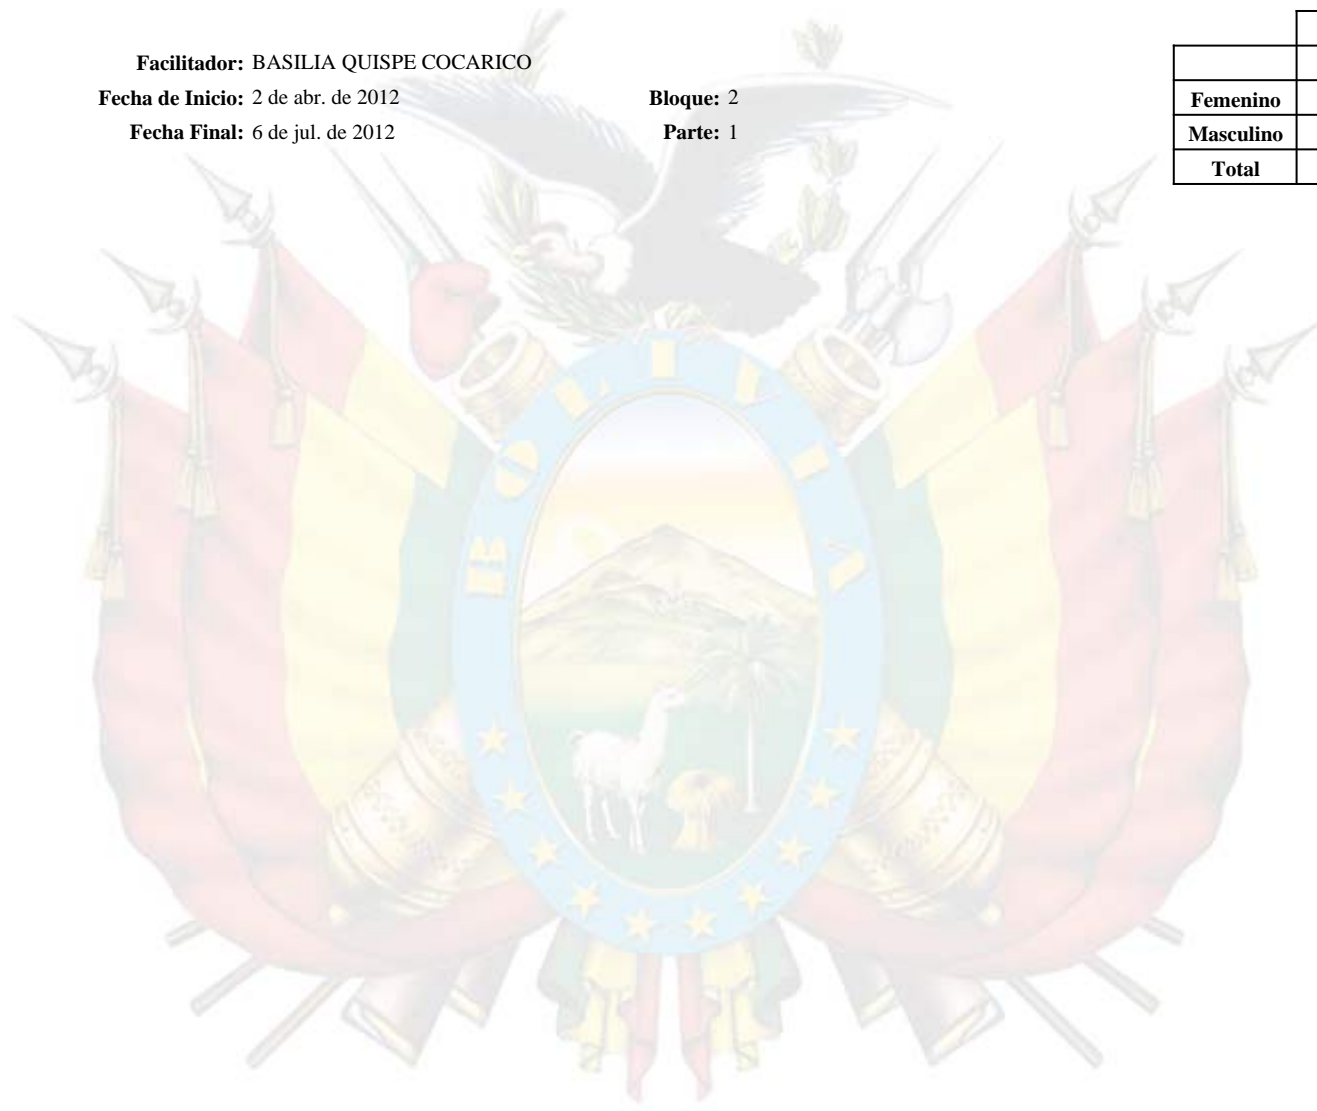 Facilitador: BASILIA QUISPE COCARICO
Fecha de Inicio: 2 de abr. de 2012 Bloque: 2
Fecha Final: 6 de jul. de 2012 Parte: 1
Femenino
Masculino
Total
BOLIVIA